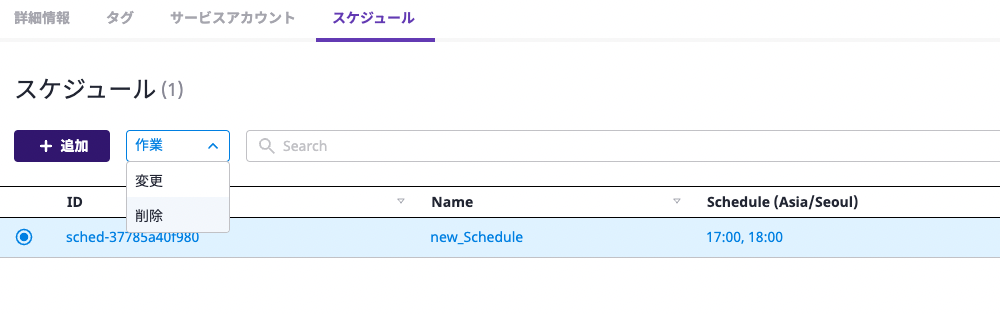 詳細情報 タグ サービスアカウント スケジュール
スケジュール (1)
+ 追加 作業 Search
変更
削除
ID Name Schedule (Asia/Seoul)
sched-37785a40f980 new_Schedule 17:00, 18:00